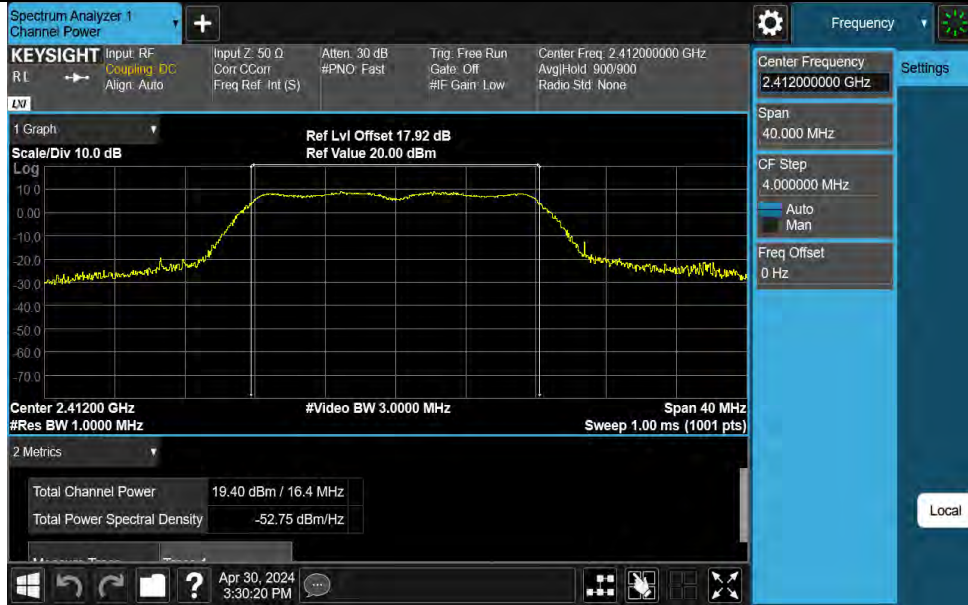 Spectrum Analyzer 1
Channel Power
+
Frequency
KEYSIGHT
Input: RF
Coupling: DC
Align: Auto
Input Z: 50 Ω
Corr CCorr
Freq Ref: Int (S)
Atten: 30 dB
#PNO: Fast
Trig: Free Run
Gate: Off
#IF Gain: Low
Center Freq: 2.412000000 GHz
Avg|Hold: 900/900
Radio Std: None
LXI
Center Frequency
2.412000000 GHz
Settings
Span
40.000 MHz
CF Step
4.000000 MHz
Auto
Man
Freq Offset
0 Hz
Local
1 Graph
Scale/Div 10.0 dB
Ref Lvl Offset 17.92 dB
Ref Value 20.00 dBm
Log
10.0
0.00
-10.0
-20.0
-30.0
-40.0
-50.0
-60.0
-70.0
Center 2.41200 GHz
#Video BW 3.0000 MHz
Span 40 MHz
#Res BW 1.0000 MHz
Sweep 1.00 ms (1001 pts)
2 Metrics
Total Channel Power 19.40 dBm / 16.4 MHz
Total Power Spectral Density -52.75 dBm/Hz
?
Apr 30, 2024
3:30:20 PM